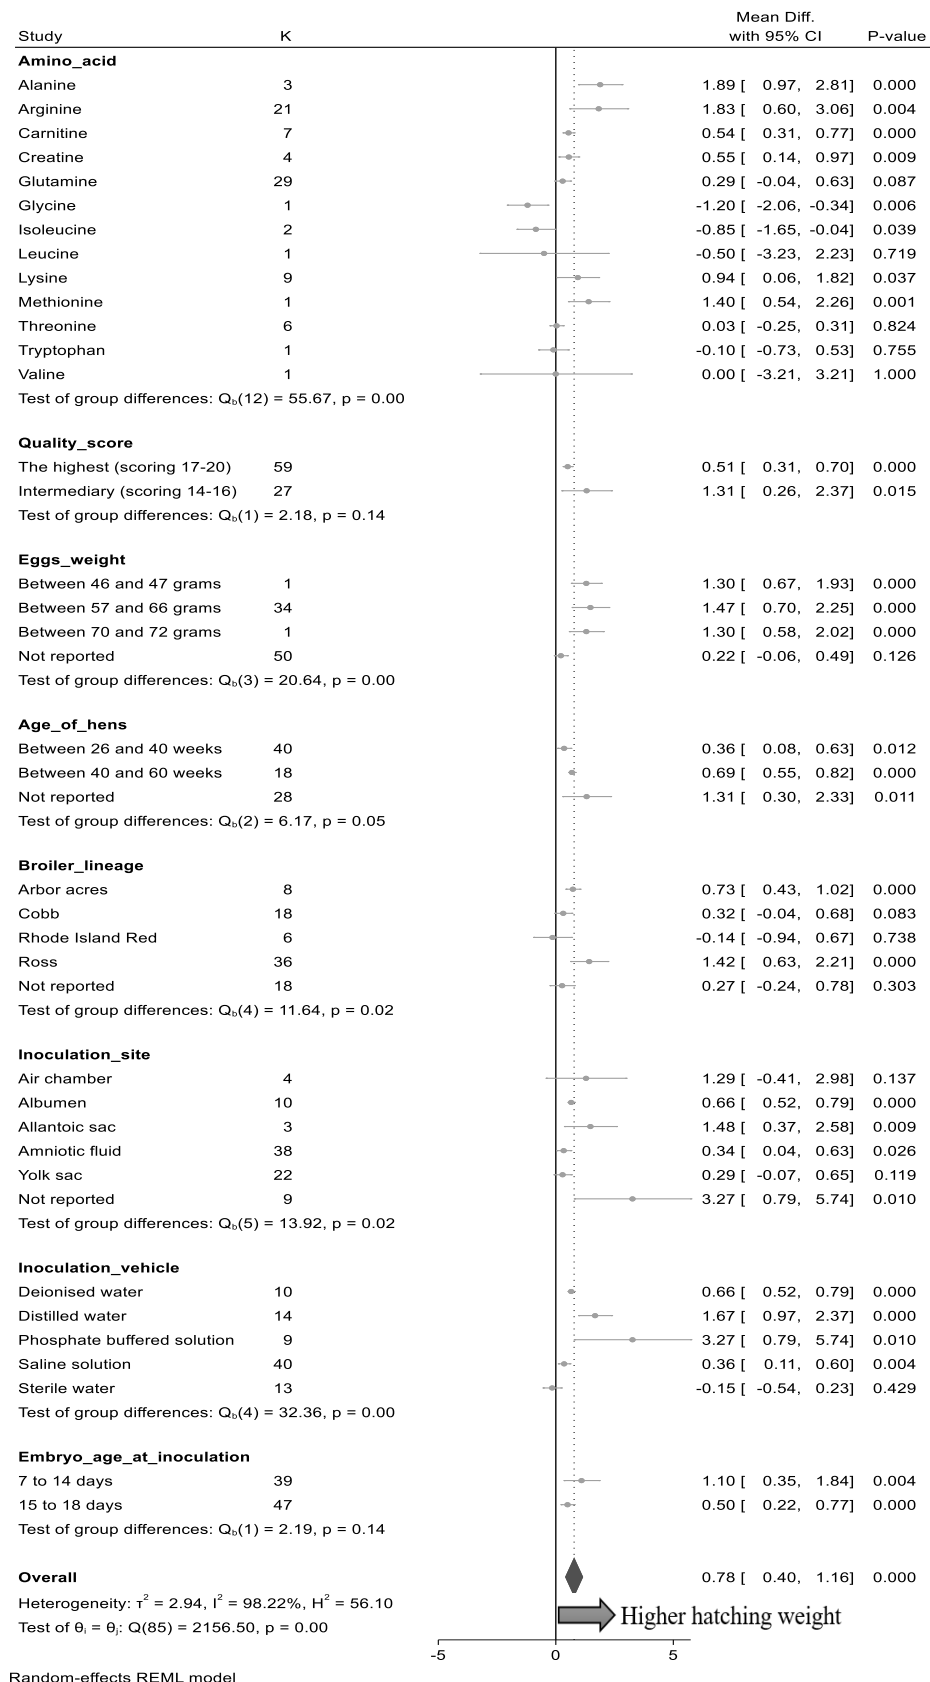 Mean Diff.
Study K with 95% CI P-value
Amino_acid
Alanine 3 1.89 [ 0.97, 2.81] 0.000
Arginine 21 1.83 [ 0.60, 3.06] 0.004
Carnitine 7 0.54 [ 0.31, 0.77] 0.000
Creatine 4 0.55 [ 0.14, 0.97] 0.009
Glutamine 29 0.29 [ -0.04, 0.63] 0.087
Glycine 1 -1.20 [ -2.06, -0.34] 0.006
Isoleucine 2 -0.85 [ -1.65, -0.04] 0.039
Leucine 1 -0.50 [ -3.23, 2.23] 0.719
Lysine 9 0.94 [ 0.06, 1.82] 0.037
Methionine 1 1.40 [ 0.54, 2.26] 0.001
Threonine 6 0.03 [ -0.25, 0.31] 0.824
Tryptophan 1 -0.10 [ -0.73, 0.53] 0.755
Valine 1 0.00 [ -3.21, 3.21] 1.000
Test of group differences: Q_b(12) = 55.67, p = 0.00
Quality_score
The highest (scoring 17-20) 59 0.51 [ 0.31, 0.70] 0.000
Intermediary (scoring 14-16) 27 1.31 [ 0.26, 2.37] 0.015
Test of group differences: Q_b(1) = 2.18, p = 0.14
Eggs_weight
Between 46 and 47 grams 1 1.30 [ 0.67, 1.93] 0.000
Between 57 and 66 grams 34 1.47 [ 0.70, 2.25] 0.000
Between 70 and 72 grams 1 1.30 [ 0.58, 2.02] 0.000
Not reported 50 0.22 [ -0.06, 0.49] 0.126
Test of group differences: Q_b(3) = 20.64, p = 0.00
Age_of_hens
Between 26 and 40 weeks 40 0.36 [ 0.08, 0.63] 0.012
Between 40 and 60 weeks 18 0.69 [ 0.55, 0.82] 0.000
Not reported 28 1.31 [ 0.30, 2.33] 0.011
Test of group differences: Q_b(2) = 6.17, p = 0.05
Broiler_lineage
Arbor acres 8 0.73 [ 0.43, 1.02] 0.000
Cobb 18 0.32 [ -0.04, 0.68] 0.083
Rhode Island Red 6 -0.14 [ -0.94, 0.67] 0.738
Ross 36 1.42 [ 0.63, 2.21] 0.000
Not reported 18 0.27 [ -0.24, 0.78] 0.303
Test of group differences: Q_b(4) = 11.64, p = 0.02
Inoculation_site
Air chamber 4 1.29 [ -0.41, 2.98] 0.137
Albumen 10 0.66 [ 0.52, 0.79] 0.000
Allantoic sac 3 1.48 [ 0.37, 2.58] 0.009
Amniotic fluid 38 0.34 [ 0.04, 0.63] 0.026
Yolk sac 22 0.29 [ -0.07, 0.65] 0.119
Not reported 9 3.27 [ 0.79, 5.74] 0.010
Test of group differences: Q_b(5) = 13.92, p = 0.02
Inoculation_vehicle
Deionised water 10 0.66 [ 0.52, 0.79] 0.000
Distilled water 14 1.67 [ 0.97, 2.37] 0.000
Phosphate buffered solution 9 3.27 [ 0.79, 5.74] 0.010
Saline solution 40 0.36 [ 0.11, 0.60] 0.004
Sterile water 13 -0.15 [ -0.54, 0.23] 0.429
Test of group differences: Q_b(4) = 32.36, p = 0.00
Embryo_age_at_inoculation
7 to 14 days 39 1.10 [ 0.35, 1.84] 0.004
15 to 18 days 47 0.50 [ 0.22, 0.77] 0.000
Test of group differences: Q_b(1) = 2.19, p = 0.14
Overall 0.78 [ 0.40, 1.16] 0.000
Heterogeneity: τ² = 2.94, I² = 98.22%, H² = 56.10
Higher hatching weight
Test of θᵢ = θⱼ: Q(85) = 2156.50, p = 0.00
-5 0 5
Random-effects REML model